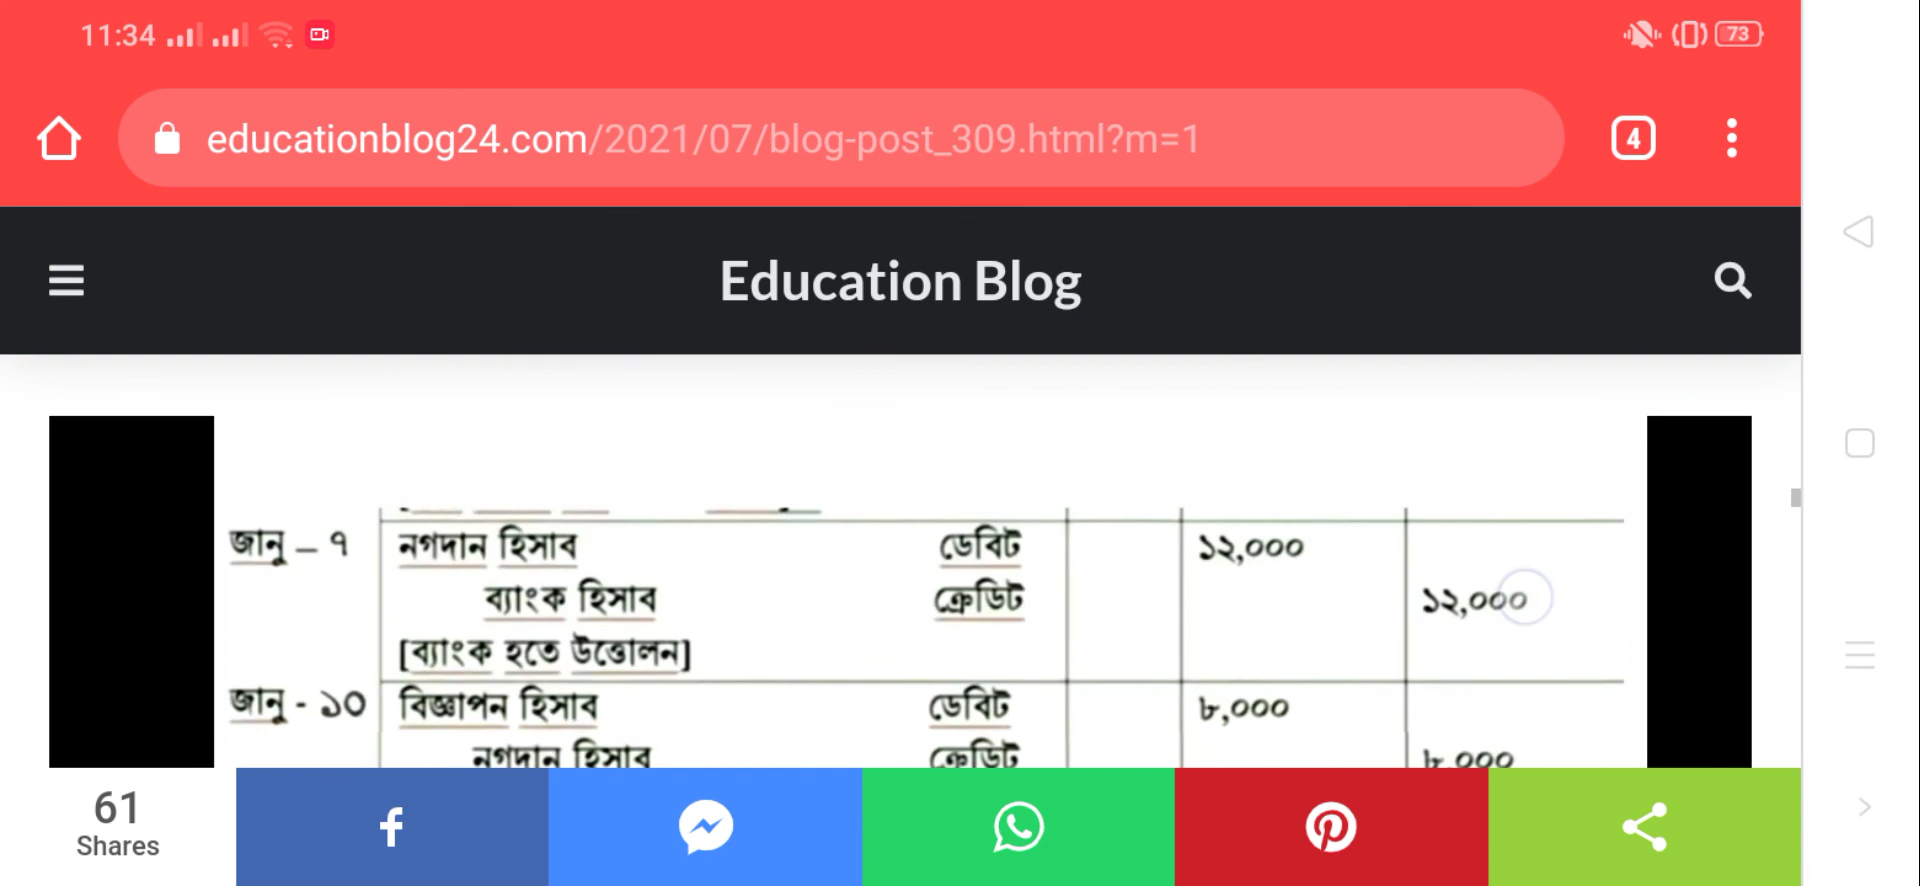 11:34 73
educationblog24.com/2021/07/blog-post_309.html?m=1 4
Education Blog
জানু – ৭ নগদান হিসাব ডেবিট ১২,০০০
ব্যাংক হিসাব ক্রেডিট ১২,০০০
[ব্যাংক হতে উত্তোলন]
জানু - ১০ বিজ্ঞাপন হিসাব ডেবিট ৮,০০০
নগদান হিসাব ক্রেডিট ৮,০০০
61
Shares